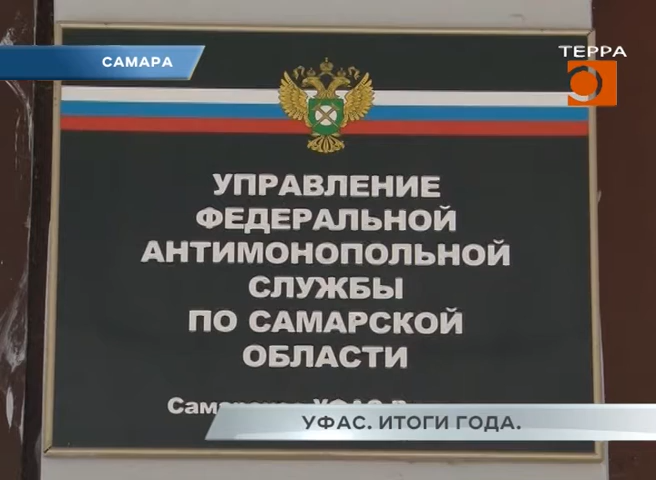 САМАРА
ТЕРРА
УПРАВЛЕНИЕ
ФЕДЕРАЛЬНОЙ
АНТИМОНОПОЛЬНОЙ
СЛУЖБЫ
ПО САМАРСКОЙ
ОБЛАСТИ
УФАС. ИТОГИ ГОДА.